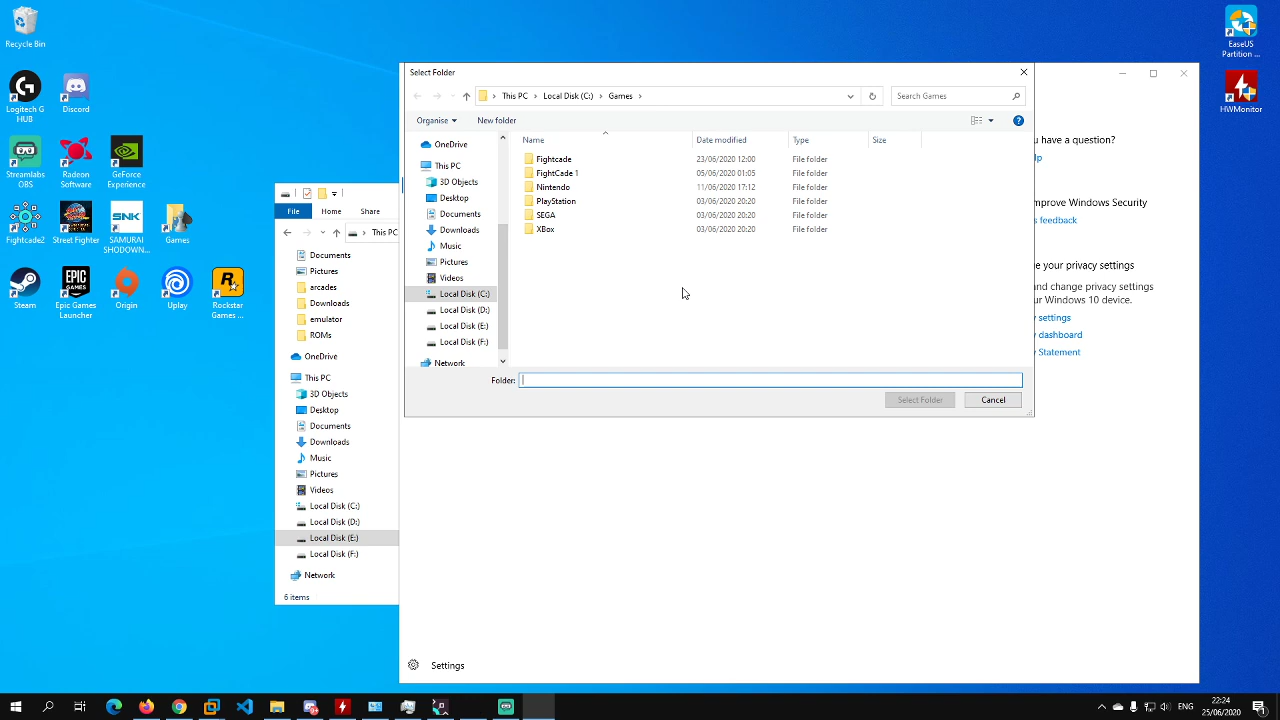 Recycle Bin
Logitech G
HUB
Discord
Streamlabs
OBS
Radeon
Software
GeForce
Experience
Fightcade2
Street Fighter
SNK
SAMURAI
SHODOWN...
Games
Steam
EPIC
GAMES
Epic Games
Launcher
Origin
Uplay
Rockstar
Games ...
EaseUS
Partition ...
HWMonitor
File
Home
Share
This PC
Documents
Pictures
arcades
Downloads
emulator
ROMs
OneDrive
This PC
3D Objects
Desktop
Documents
Downloads
Music
Pictures
Videos
Local Disk (C:)
Local Disk (D:)
Local Disk (E:)
Local Disk (F:)
Network
6 items
Select Folder
This PC
Local Disk (C:)
Games
Search Games
Organise
New folder
OneDrive
This PC
3D Objects
Desktop
Documents
Downloads
Music
Pictures
Videos
Local Disk (C:)
Local Disk (D:)
Local Disk (E:)
Local Disk (F:)
Network
Name Date modified Type Size
Fightcade 23/06/2020 12:00 File folder
FightCade 1 05/06/2020 01:05 File folder
Nintendo 11/06/2020 17:12 File folder
PlayStation 03/06/2020 20:20 File folder
SEGA 03/06/2020 20:20 File folder
XBox 03/06/2020 20:20 File folder
Folder:
Select Folder
Cancel
u have a question?
lp
prove Windows Security
s feedback
ge your privacy settings
and change privacy settings
ur Windows 10 device.
y settings
y dashboard
y Statement
Settings
ENG
22:24
25/06/2020